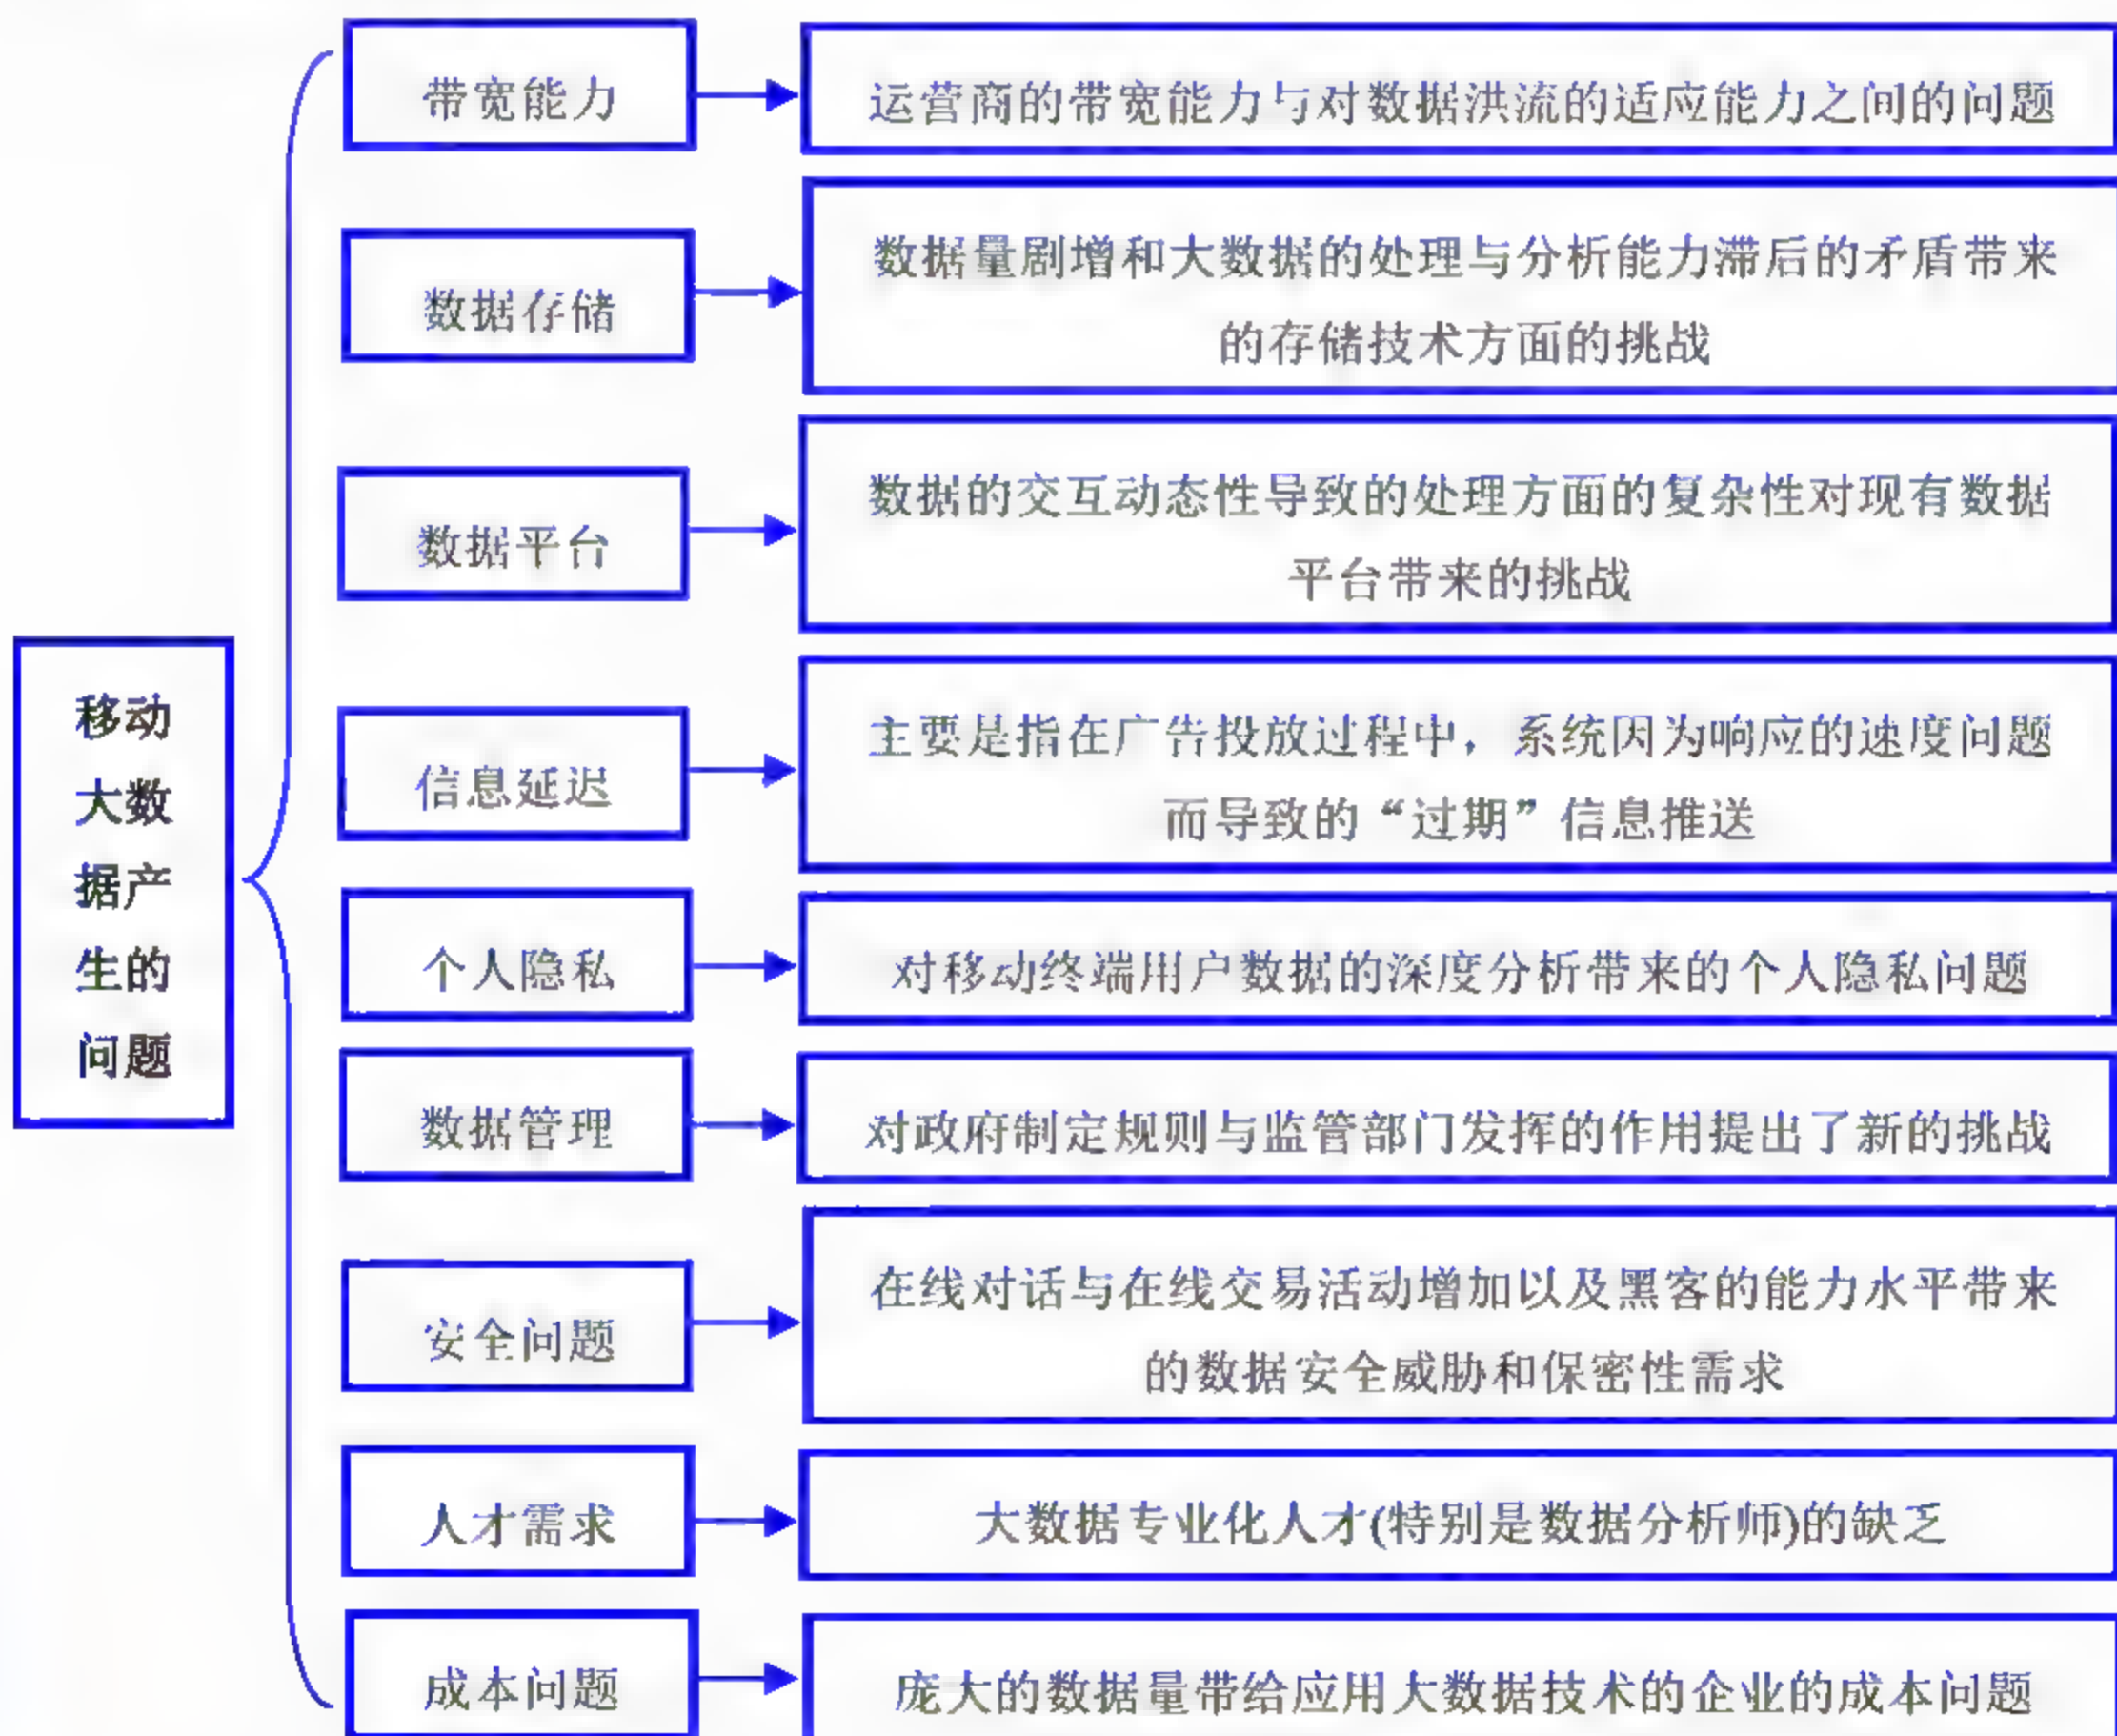 移动
大数
据产
生的
问题
带宽能力
运营商的带宽能力与对数据洪流的适应能力之间的问题
数据存储
数据量剧增和大数据的处理与分析能力滞后的矛盾带来
的存储技术方面的挑战
数据平台
数据的交互动态性导致的处理方面的复杂性对现有数据
平台带来的挑战
信息延迟
主要是指在广告投放过程中，系统因为响应的速度问题
而导致的“过期”信息推送
个人隐私
对移动终端用户数据的深度分析带来的个人隐私问题
数据管理
对政府制定规则与监管部门发挥的作用提出了新的挑战
安全问题
在线对话与在线交易活动增加以及黑客的能力水平带来
的数据安全威胁和保密性需求
人才需求
大数据专业化人才(特别是数据分析师)的缺乏
成本问题
庞大的数据量带给应用大数据技术的企业的成本问题